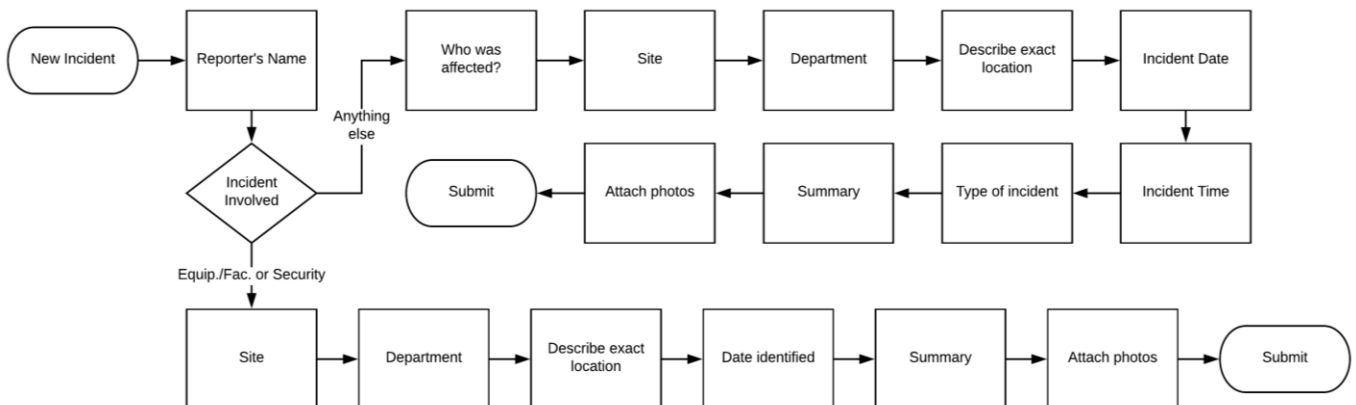 New Incident
Reporter's Name
Who was
affected?
Site
Department
Describe exact
location
Incident Date
Anything
else
Incident
Involved
Submit
Attach photos
Summary
Type of incident
Incident Time
Equip./Fac. or Security
Site
Department
Describe exact
location
Date identified
Summary
Attach photos
Submit